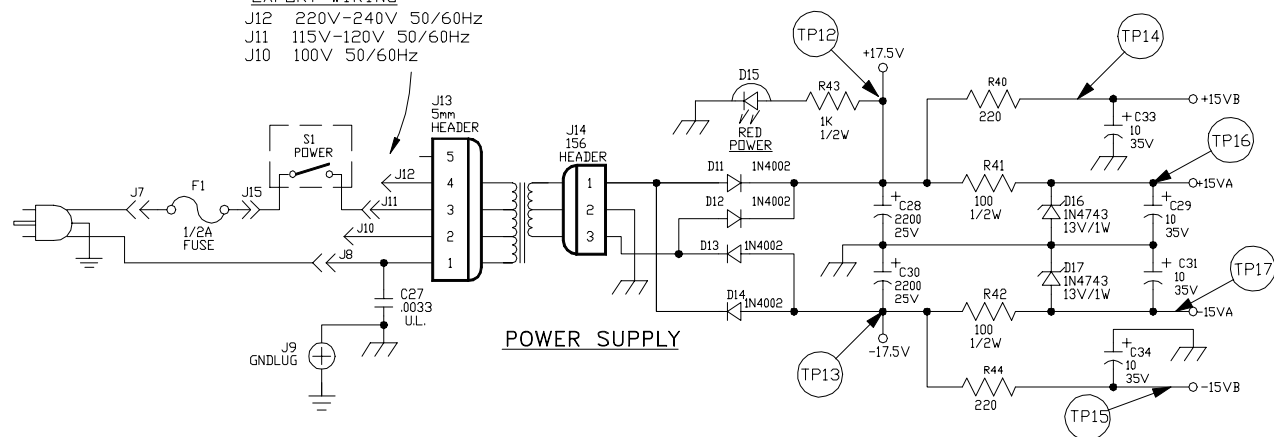 EXPORT WIRING
J12 220V-240V 50/60Hz
J11 115V-120V 50/60Hz
J10 100V 50/60Hz
J13
5mm
HEADER
5
4
3
2
1
S1
POWER
J7
F1
1/2A
FUSE
J15
J12
J11
J10
J8
C27
.0033
U.L.
J9
GNDLUG
J14
156
HEADER
1
2
3
POWER SUPPLY
D15
RED
POWER
R43
1K
1/2W
TP12
+17.5V
D11 1N4002
D12 1N4002
D13 1N4002
D14 1N4002
+ C28
2200
25V
+ C30
2200
25V
TP13
-17.5V
R40
220
R41
100
1/2W
R42
100
1/2W
R44
220
TP14
+ C33
10
35V
+15VB
TP16
+15VA
D16
1N4743
13V/1W
+ C29
10
35V
D17
1N4743
13V/1W
+ C31
10
35V
TP17
-15VA
+ C34
10
35V
-15VB
TP15